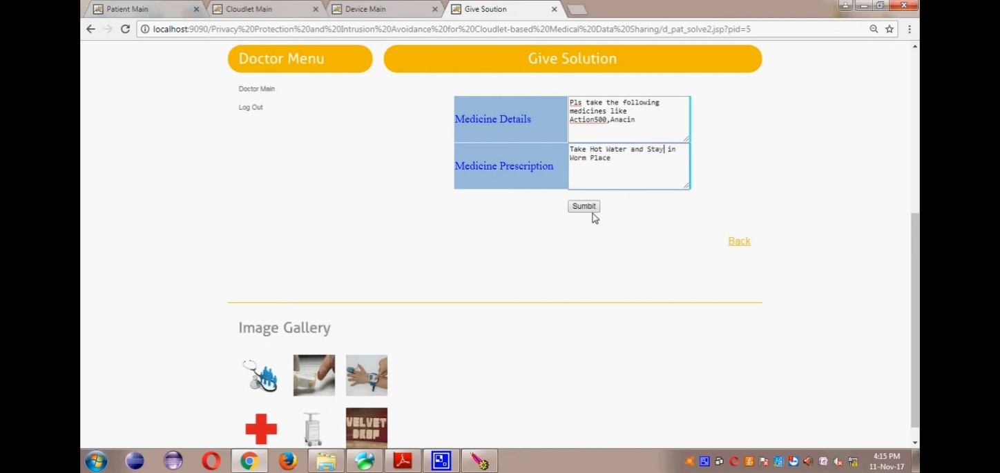 Patient Main
Cloudlet Main
Device Main
Give Soution
localhost:9090/Privacy%20Protection%20and%20Intrusion%20Avoidance%20for%20Cloudlet-based%20Medical%20Data%20Sharing/d_pat_solve2.jsp?pid=5
Doctor Menu
Give Solution
Doctor Main
Log Out
Medicine Details
Pls take the following
medicines like
Action500,Anacin
Medicine Prescription
Take Hot Water and Stay in
Worm Place
Sumbit
Back
Image Gallery
VELVET
DROP
4:15 PM
11-Nov-17